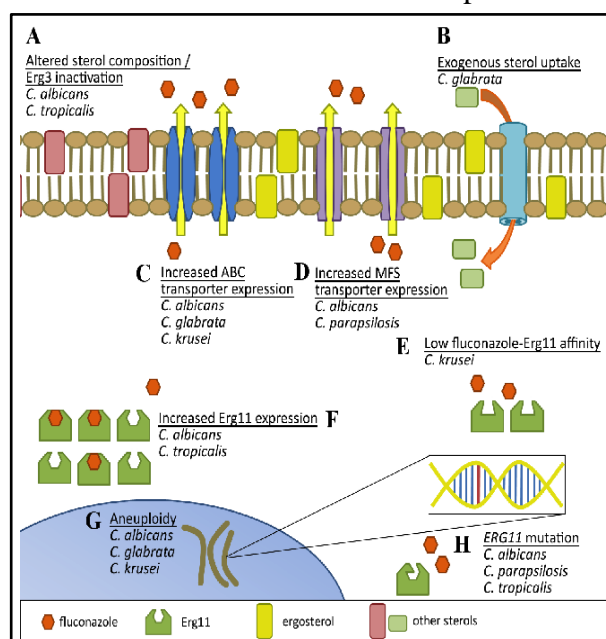 A
Altered sterol composition /
Erg3 inactivation
C. albicans
C. tropicalis
B
Exogenous sterol uptake
C. glabrata
C Increased ABC
transporter expression
C. albicans
C. glabrata
C. krusei
D Increased MFS
transporter expression
C. albicans
C. parapsilosis
E Low fluconazole-Erg11 affinity
C. krusei
Increased Erg11 expression F
C. albicans
C. tropicalis
G Aneuploidy
C. albicans
C. glabrata
C. krusei
H ERG11 mutation
C. albicans
C. parapsilosis
C. tropicalis
fluconazole Erg11 ergosterol other sterols